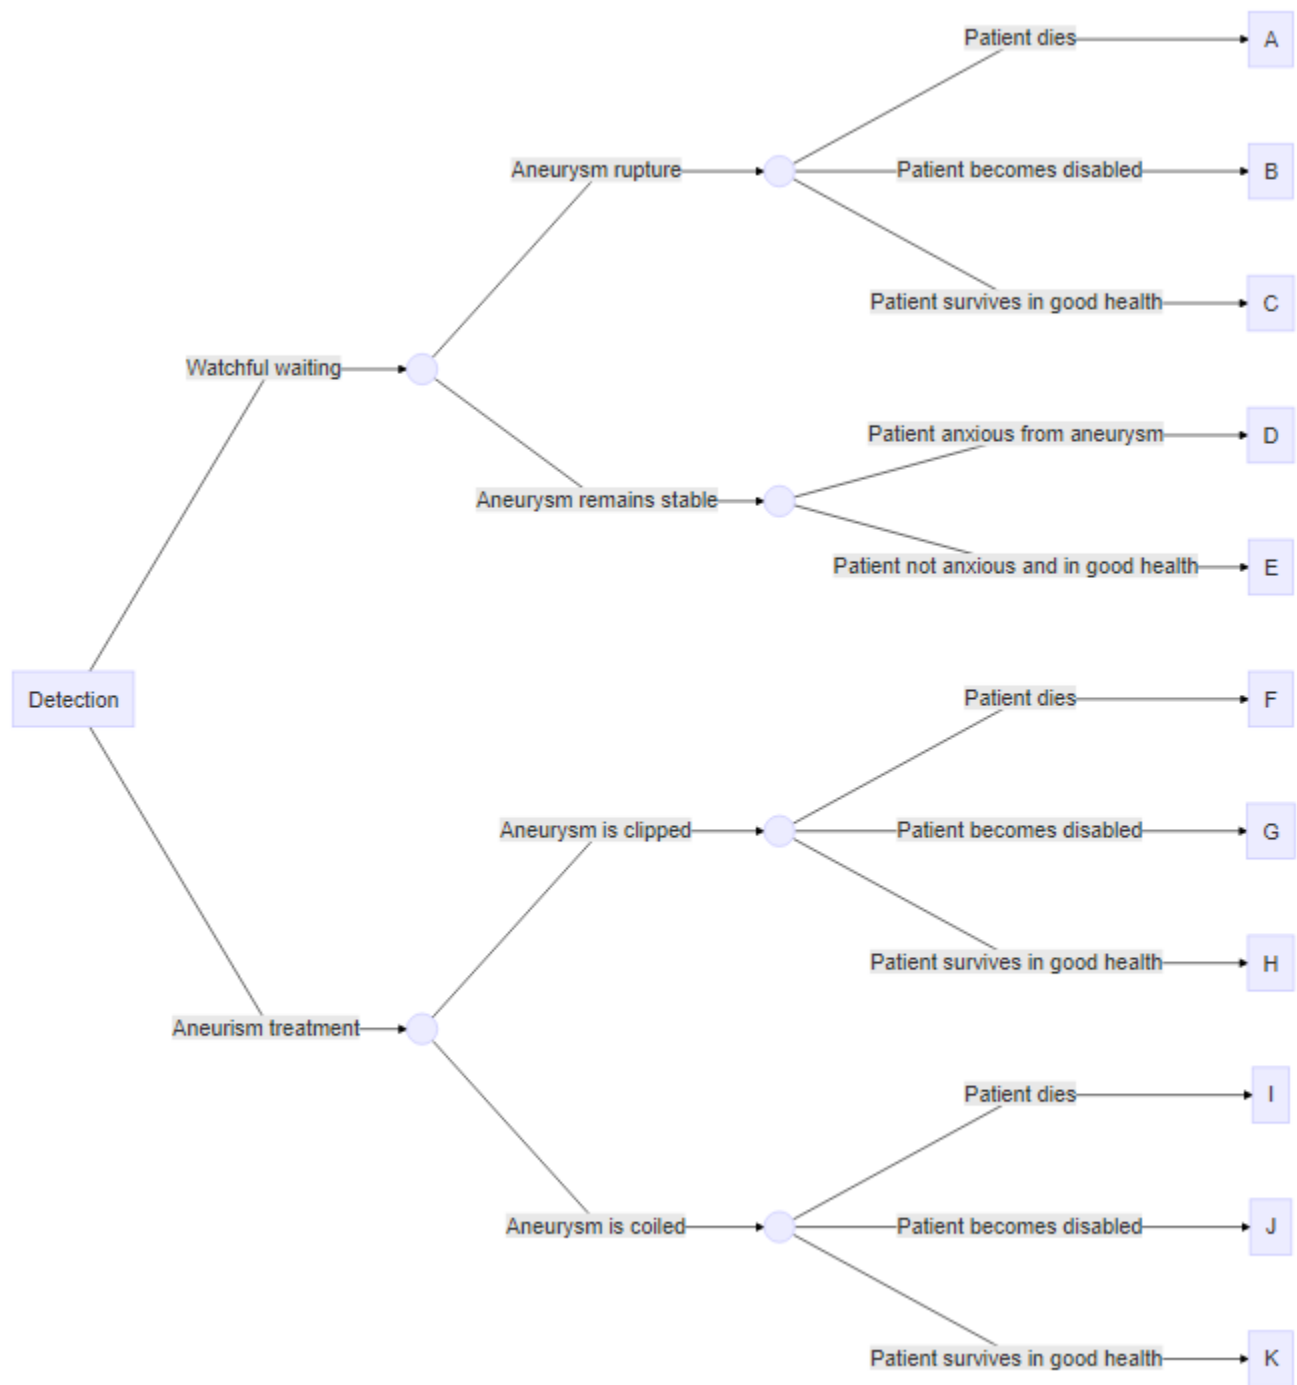 Patient dies
A
Aneurysm rupture
Patient becomes disabled
B
Patient survives in good health
C
Watchful waiting
Patient anxious from aneurysm
D
Aneurysm remains stable
Patient not anxious and in good health
E
Detection
Patient dies
F
Aneurysm is clipped
Patient becomes disabled
G
Patient survives in good health
H
Aneurism treatment
Patient dies
I
Aneurysm is coiled
Patient becomes disabled
J
Patient survives in good health
K